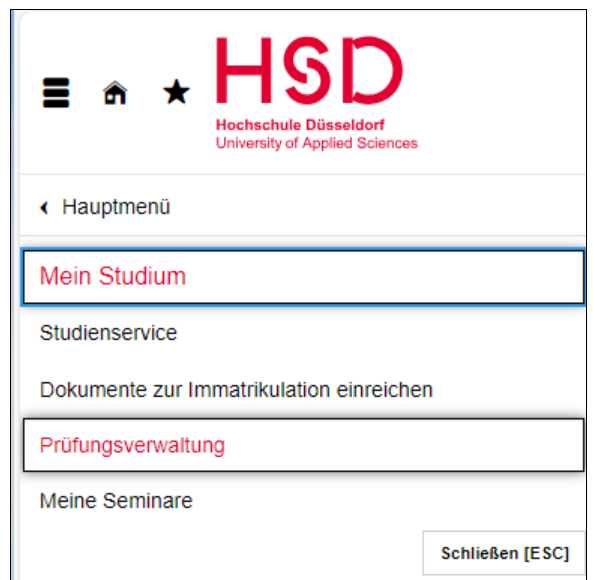 HSD
Hochschule Düsseldorf
University of Applied Sciences
Hauptmenü
Mein Studium
Studienservice
Dokumente zur Immatrikulation einreichen
Prüfungsverwaltung
Meine Seminare
Schließen [ESC]